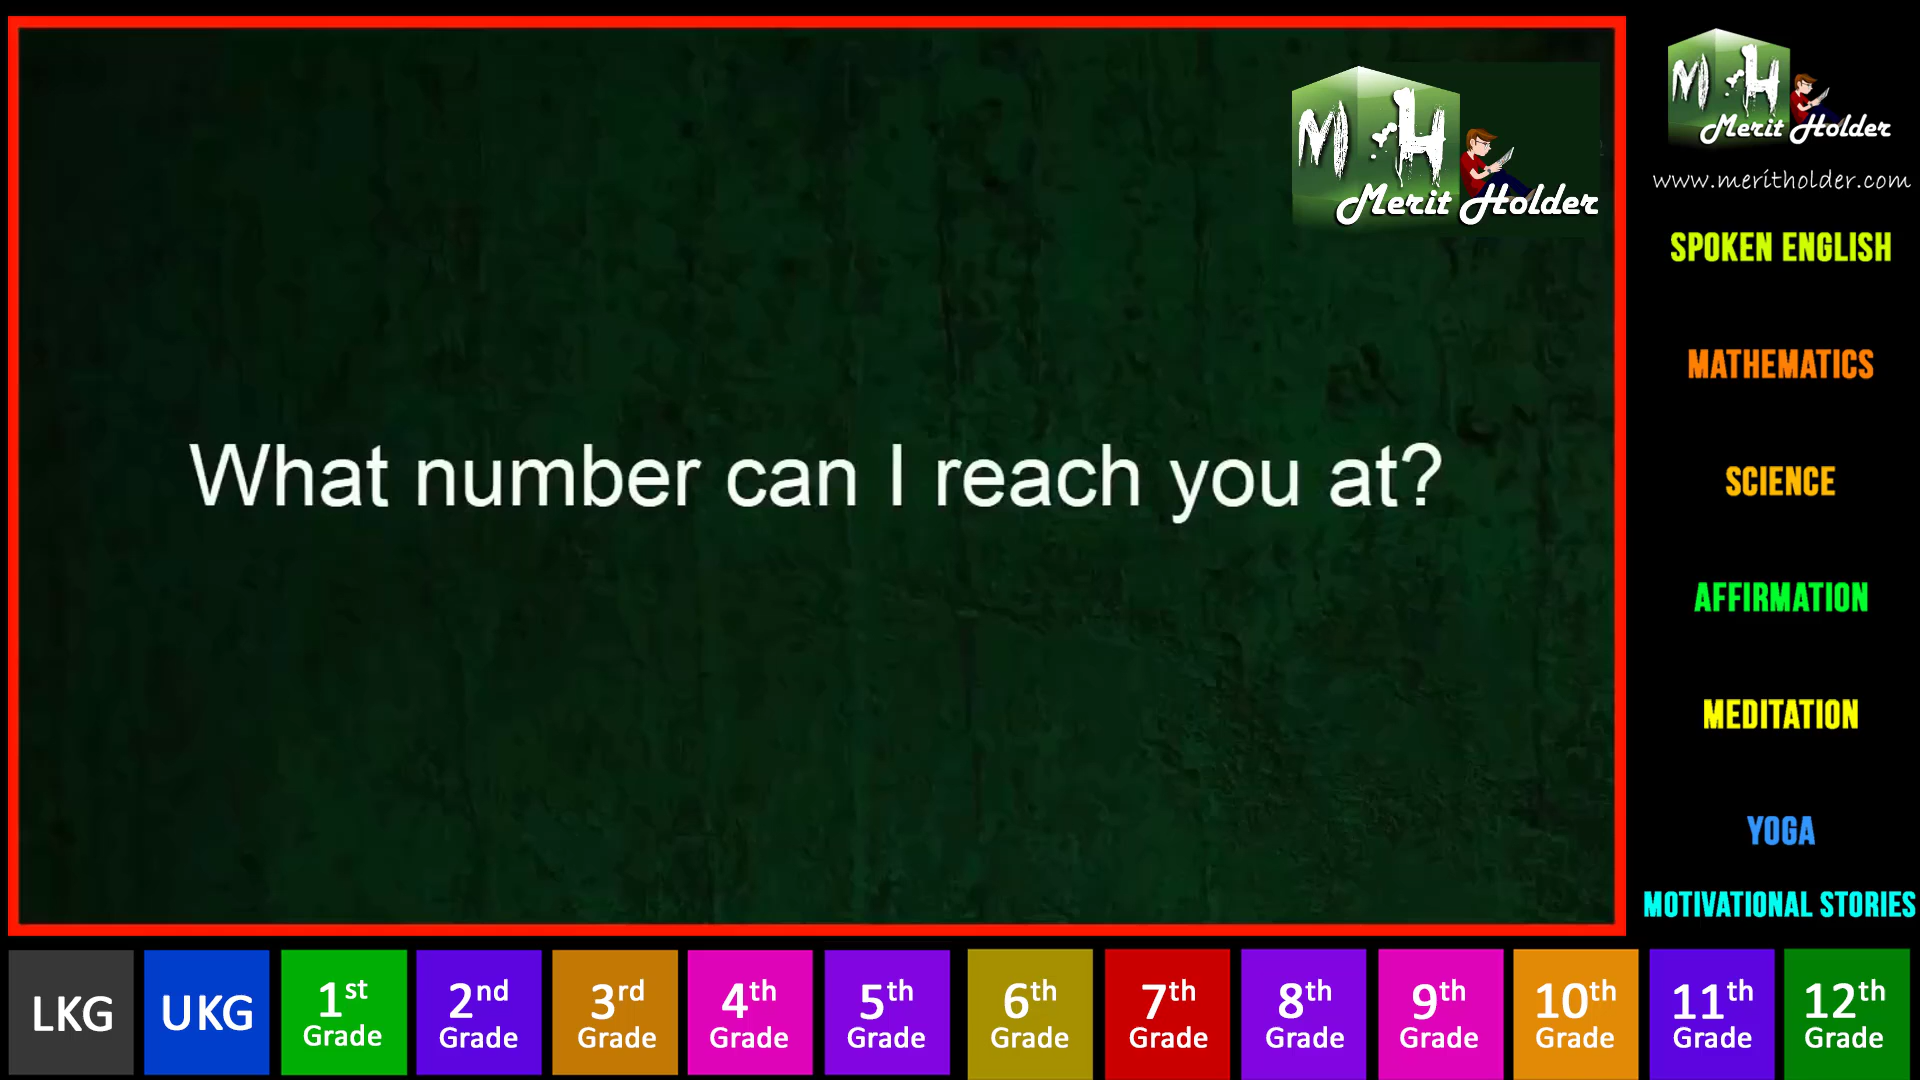 M H
Merit Holder
What number can I reach you at?
M H
Merit Holder
www.meritholder.com
SPOKEN ENGLISH
MATHEMATICS
SCIENCE
AFFIRMATION
MEDITATION
YOGA
MOTIVATIONAL STORIES
LKG
UKG
1st
Grade
2nd
Grade
3rd
Grade
4th
Grade
5th
Grade
6th
Grade
7th
Grade
8th
Grade
9th
Grade
10th
Grade
11th
Grade
12th
Grade